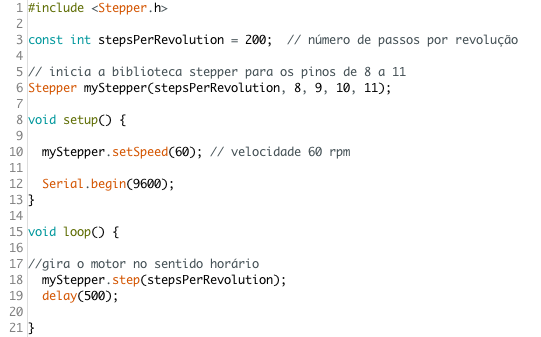 1 #include <Stepper.h>
2
3 const int stepsPerRevolution = 200;  // número de passos por revolução
4
5 // inicia a biblioteca stepper para os pinos de 8 a 11
6 Stepper myStepper(stepsPerRevolution, 8, 9, 10, 11);
7
8 void setup() {
9
10   myStepper.setSpeed(60); // velocidade 60 rpm
11
12   Serial.begin(9600);
13 }
14
15 void loop() {
16
17 //gira o motor no sentido horário
18   myStepper.step(stepsPerRevolution);
19   delay(500);
20
21 }